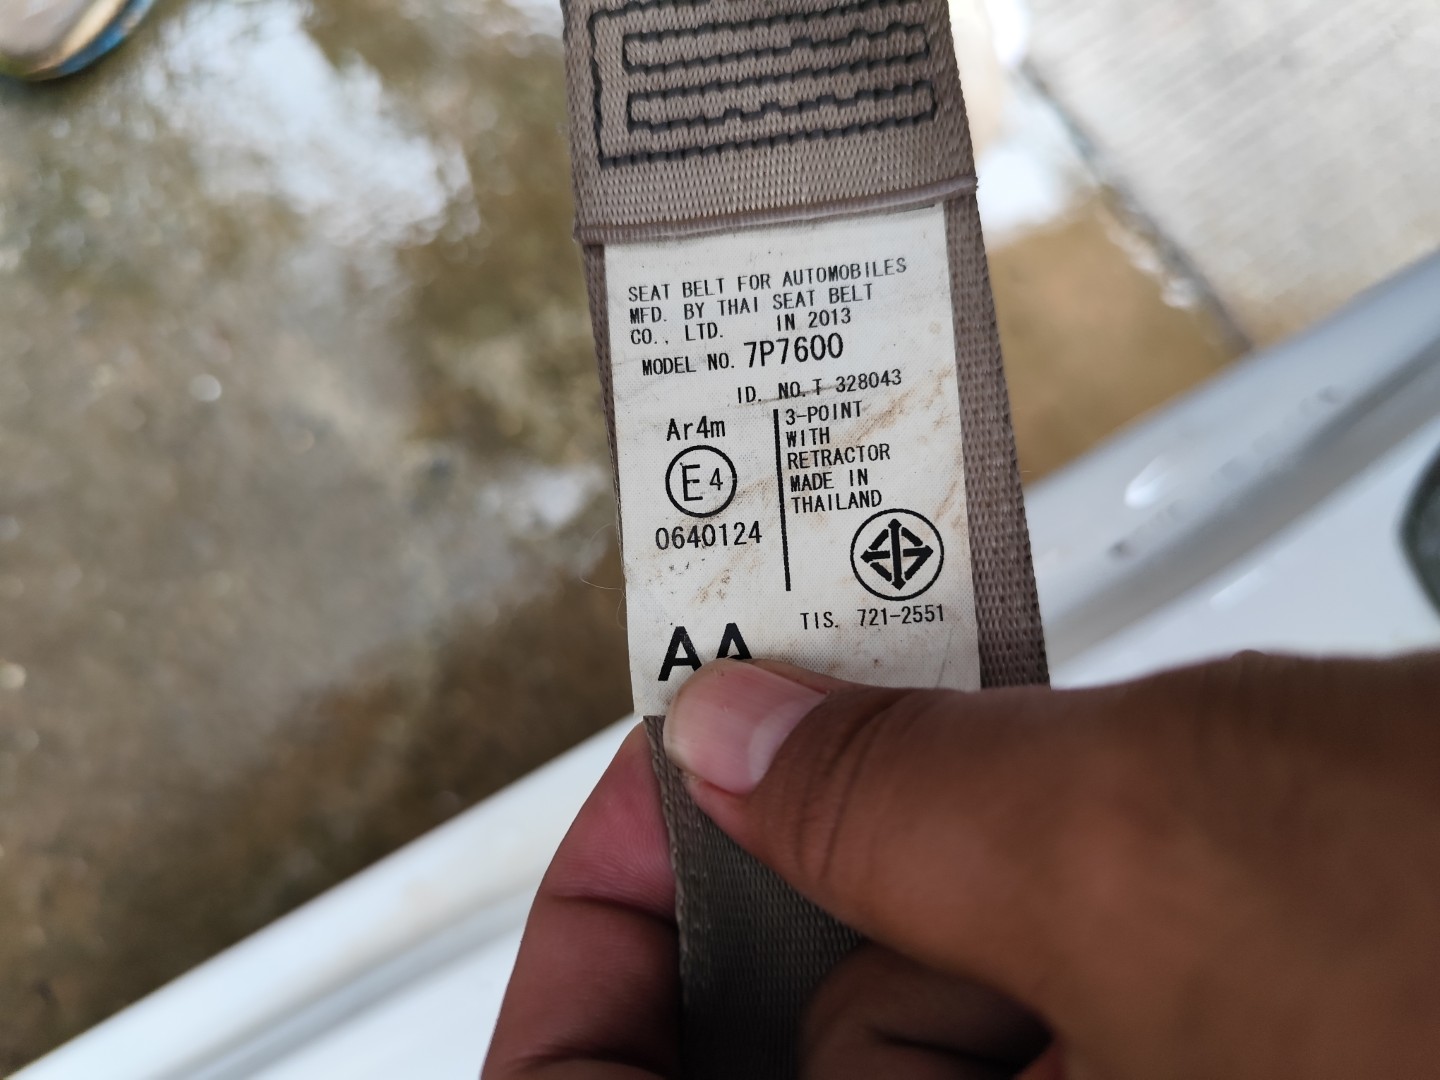 SEAT BELT FOR AUTOMOBILES
MFD. BY THAI SEAT BELT
CO., LTD. IN 2013
MODEL NO. 7P7600
ID. NO. T 328043
Ar4m
E4
0640124
3-POINT
WITH
RETRACTOR
MADE IN
THAILAND
TIS. 721-2551
AA